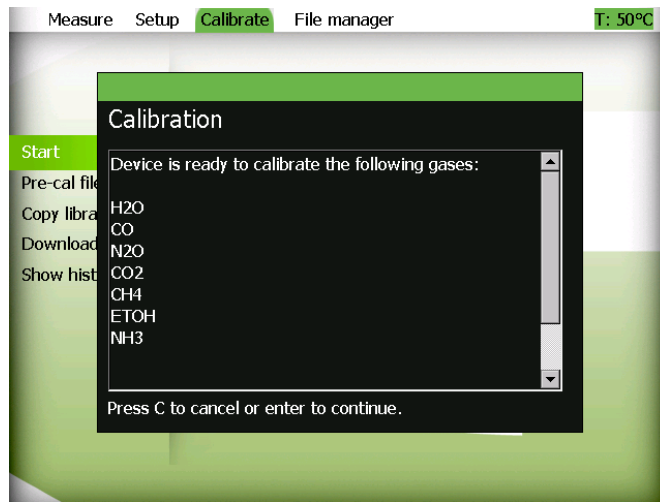 Measure Setup Calibrate File manager T: 50°C
Calibration
Start
Device is ready to calibrate the following gases:
Pre-cal file
H2O
Copy libra
CO
N2O
Download
CO2
Show hist
CH4
ETOH
NH3
Press C to cancel or enter to continue.